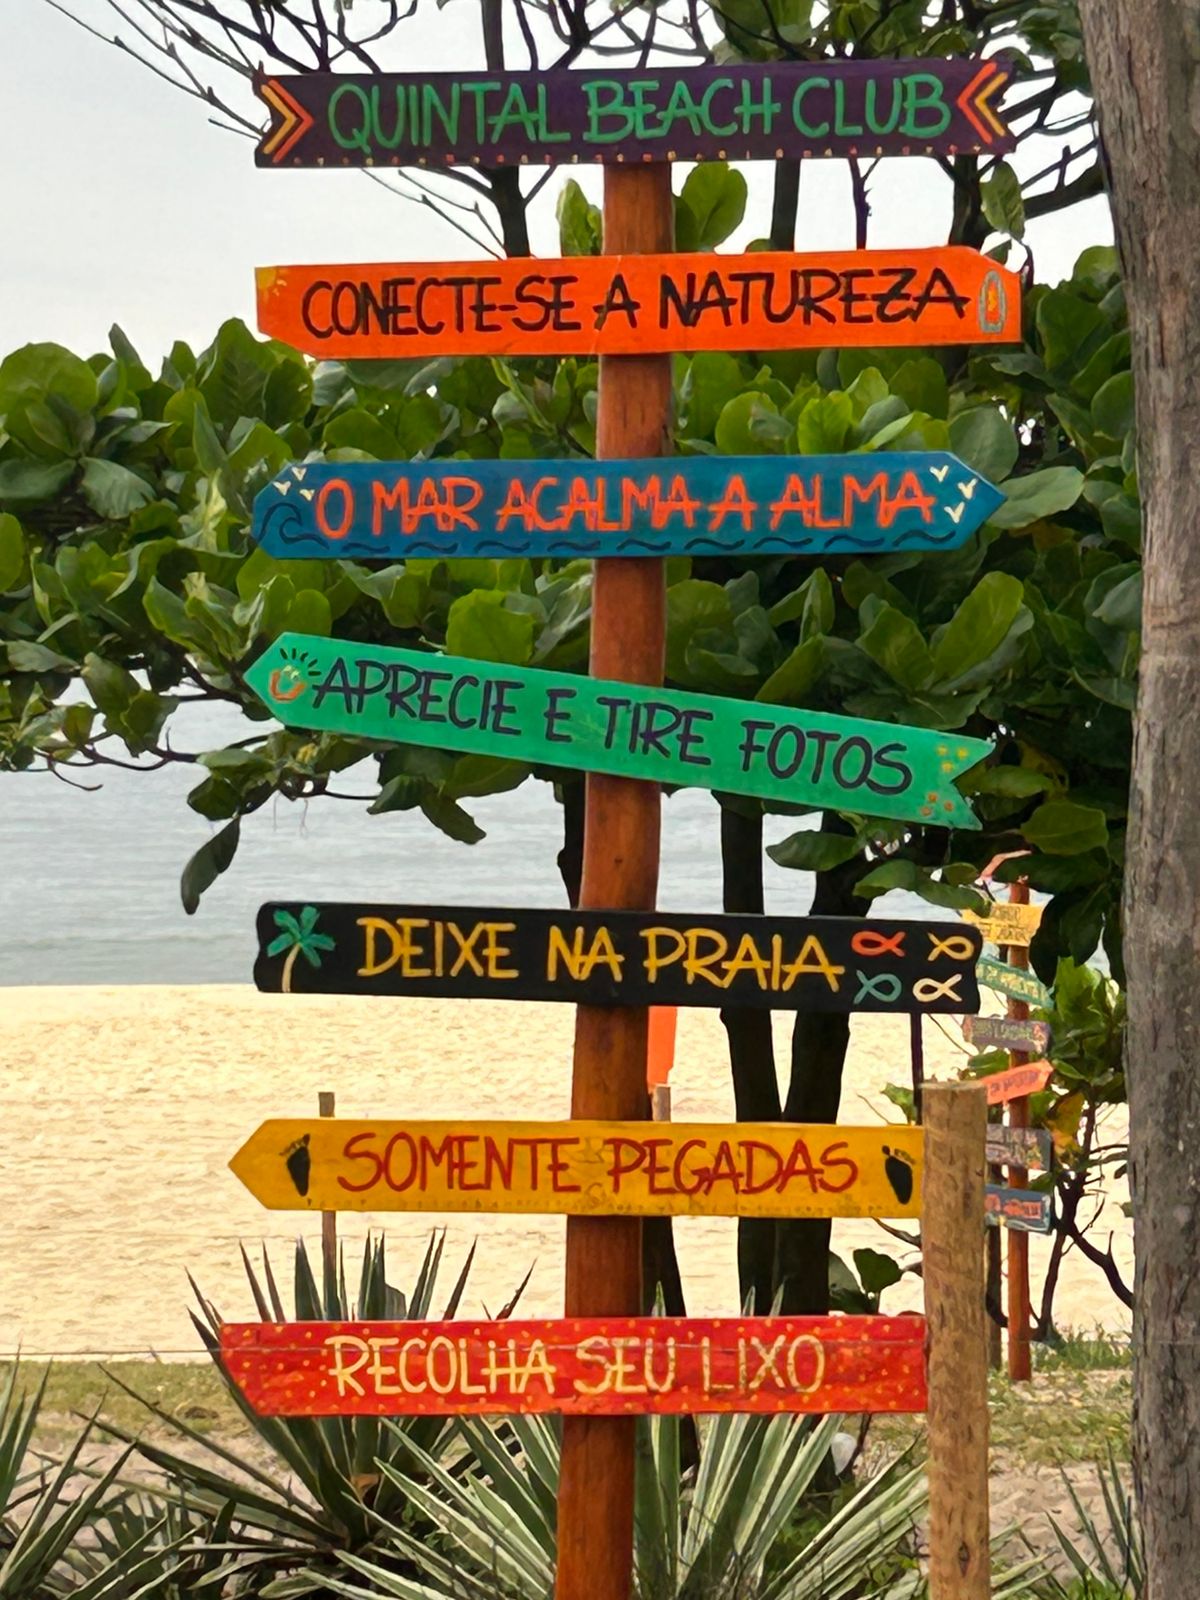 QUINTAL BEACH CLUB
CONECTE-SE A NATUREZA
O MAR ACALMA A ALMA
APRECIE E TIRE FOTOS
DEIXE NA PRAIA
SOMENTE PEGADAS
RECOLHA SEU LIXO